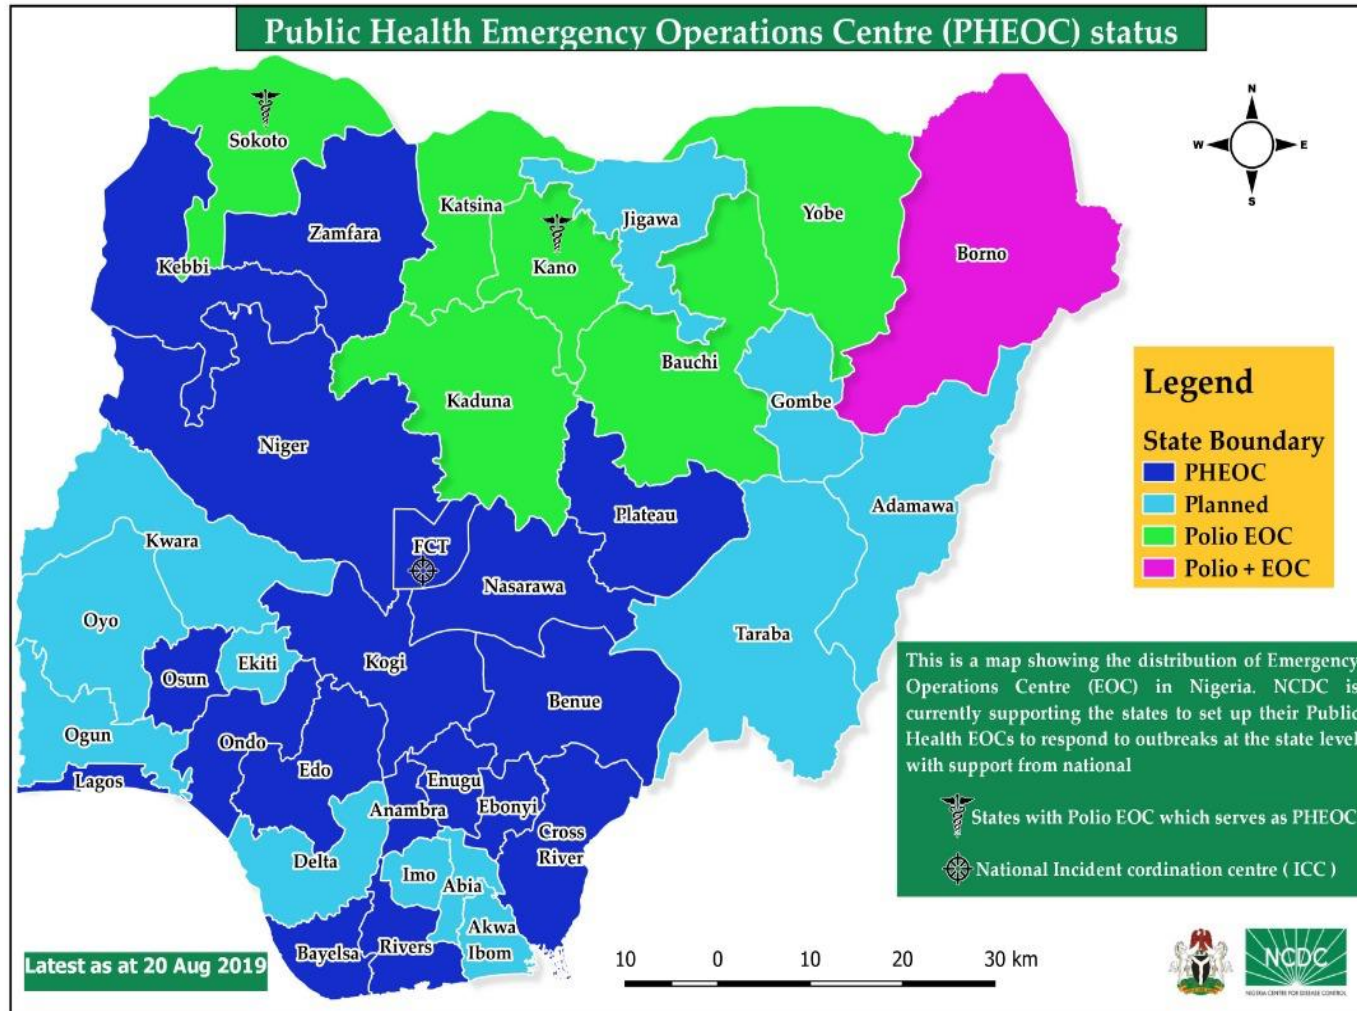 Public Health Emergency Operations Centre (PHEOC) status
N
W
E
S
Sokoto
Katsina
Yobe
Jigawa
Zamfara
Kano
Borno
Kebbi
Bauchi
Kaduna
Gombe
Niger
Adamawa
Plateau
Kwara
FCT
Nasarawa
Oyo
Taraba
Ekiti
Kogi
Osun
Benue
Ogun
Ondo
Edo
Enugu
Lagos
Anambra
Ebonyi
Cross
River
Delta
Imo
Abia
Akwa
Ibom
Bayelsa
Rivers
Legend
State Boundary
PHEOC
Planned
Polio EOC
Polio + EOC
This is a map showing the distribution of Emergency
Operations Centre (EOC) in Nigeria. NCDC is
currently supporting the states to set up their Public
Health EOCs to respond to outbreaks at the state level
with support from national
States with Polio EOC which serves as PHEOC
National Incident cordination centre ( ICC )
Latest as at 20 Aug 2019
10 0 10 20 30 km
NCDC
NIGERIA CENTRE FOR DISEASE CONTROL